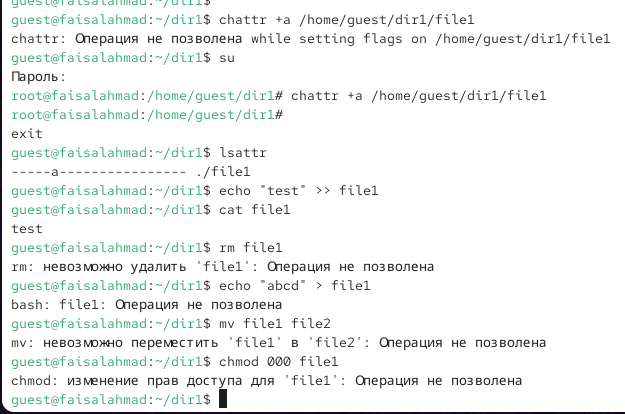 guest@faisalahmad:~/dir1$
guest@faisalahmad:~/dir1$ chattr +a /home/guest/dir1/file1
chattr: Операция не позволена while setting flags on /home/guest/dir1/file1
guest@faisalahmad:~/dir1$ su
Пароль:
root@faisalahmad:/home/guest/dir1# chattr +a /home/guest/dir1/file1
root@faisalahmad:/home/guest/dir1#
exit
guest@faisalahmad:~/dir1$ lsattr
-----a---------------- ./file1
guest@faisalahmad:~/dir1$ echo "test" >> file1
guest@faisalahmad:~/dir1$ cat file1
test
guest@faisalahmad:~/dir1$ rm file1
rm: невозможно удалить 'file1': Операция не позволена
guest@faisalahmad:~/dir1$ echo "abcd" > file1
bash: file1: Операция не позволена
guest@faisalahmad:~/dir1$ mv file1 file2
mv: невозможно переместить 'file1' в 'file2': Операция не позволена
guest@faisalahmad:~/dir1$ chmod 000 file1
chmod: изменение прав доступа для 'file1': Операция не позволена
guest@faisalahmad:~/dir1$